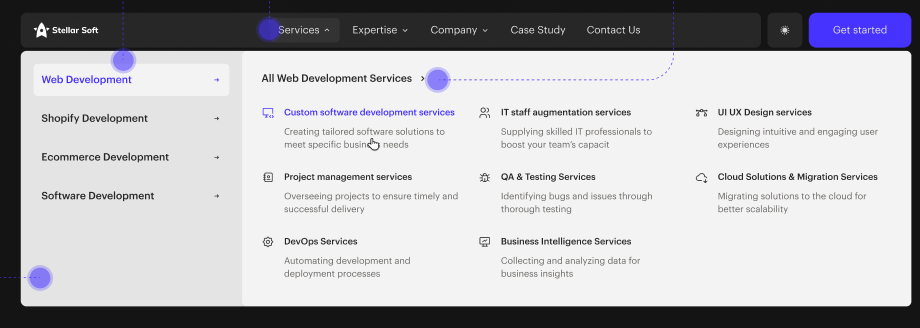 Stellar Soft
Services
Expertise
Company
Case Study
Contact Us
Get started
Web Development
Shopify Development
Ecommerce Development
Software Development
All Web Development Services
Custom software development services
Creating tailored software solutions to
meet specific business needs
IT staff augmentation services
Supplying skilled IT professionals to
boost your team's capacit
UI UX Design services
Designing intuitive and engaging user
experiences
Project management services
Overseeing projects to ensure timely and
successful delivery
QA & Testing Services
Identifying bugs and issues through
thorough testing
Cloud Solutions & Migration Services
Migrating solutions to the cloud for
better scalability
DevOps Services
Automating development and
deployment processes
Business Intelligence Services
Collecting and analyzing data for
business insights